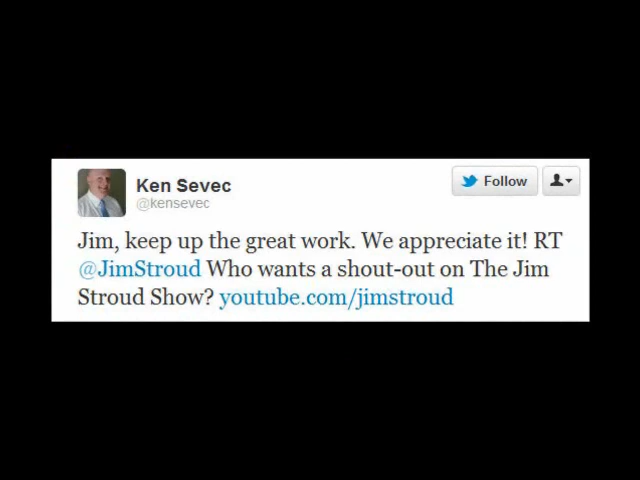 Ken Sevec
@kensevec
Follow
Jim, keep up the great work. We appreciate it! RT
@JimStroud Who wants a shout-out on The Jim
Stroud Show? youtube.com/jimstroud